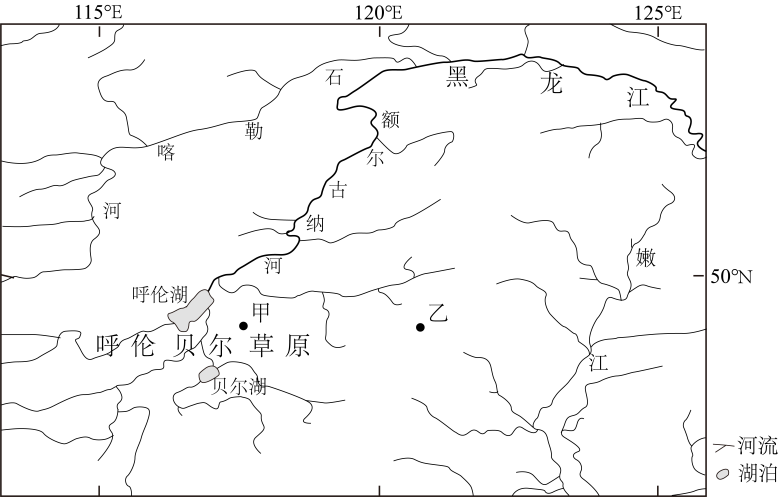 115°E
120°E
125°E
石
勒
喀
河
黑
龙
江
额
尔
古
纳
河
嫩
江
50°N
呼伦湖
甲
乙
呼伦贝尔草原
贝尔湖
河流
湖泊